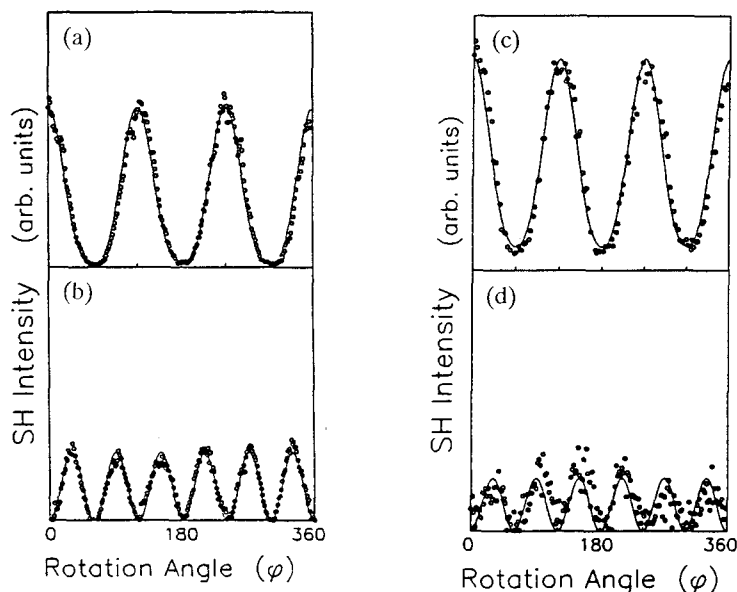 (a)
(arb. units)
(b)
SH Intensity
0 180 360
Rotation Angle (φ)
(c)
(arb. units)
(d)
SH Intensity
0 180 360
Rotation Angle (φ)